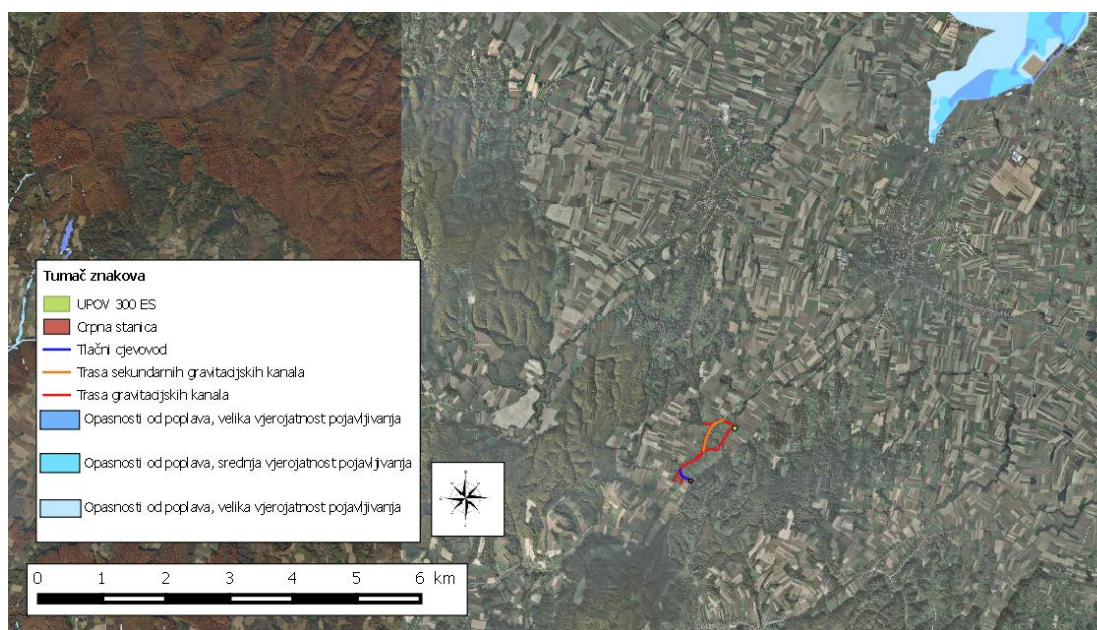 Tumač znakova
UPOV 300 ES
Crpna stanica
Tlačni cjevovod
Trasa sekundarnih gravitacijskih kanala
Trasa gravitacijskih kanala
Opasnosti od poplava, velika vjerojatnost pojavljivanja
Opasnosti od poplava, srednja vjerojatnost pojavljivanja
Opasnosti od poplava, velika vjerojatnost pojavljivanja
0 1 2 3 4 5 6 km